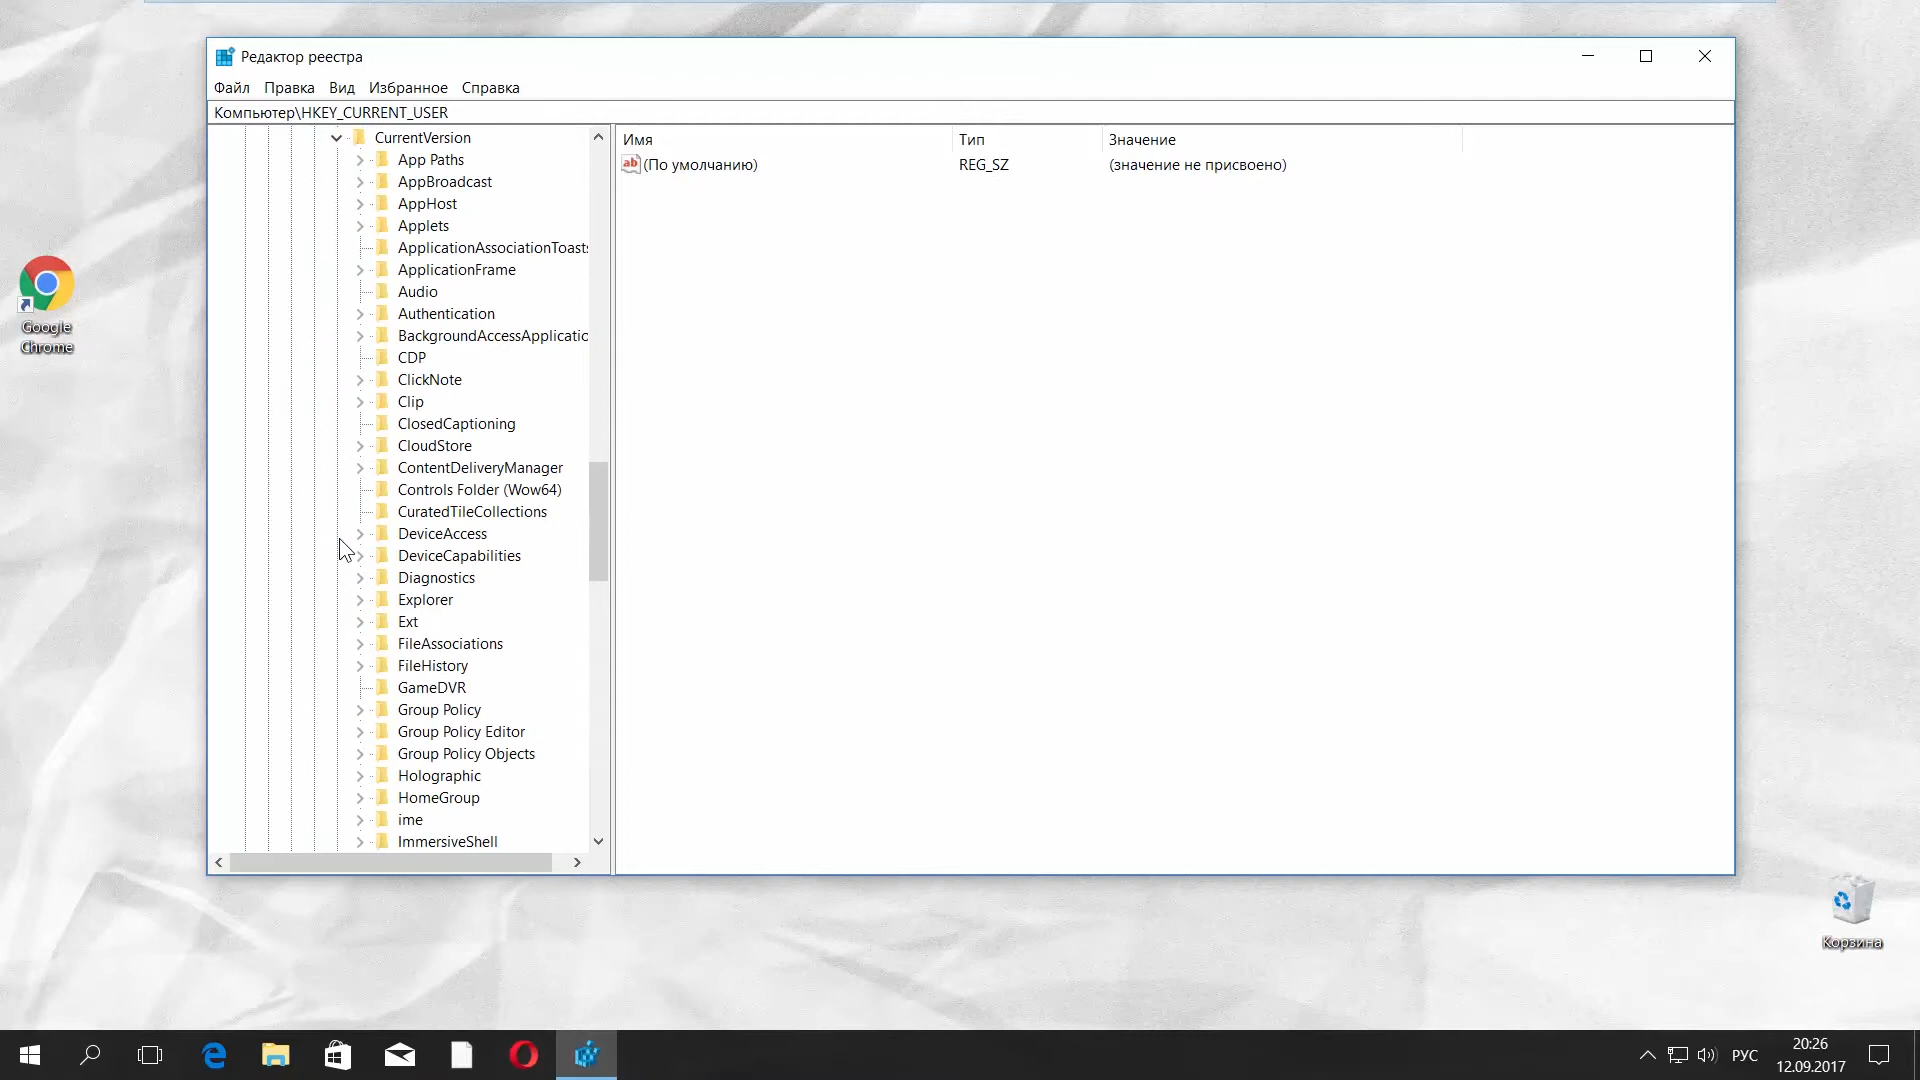 Редактор реестра
Файл Правка Вид Избранное Справка
Компьютер\HKEY_CURRENT_USER
CurrentVersion
App Paths
AppBroadcast
AppHost
Applets
ApplicationAssociationToasts
ApplicationFrame
Audio
Authentication
BackgroundAccessApplicatio
CDP
ClickNote
Clip
ClosedCaptioning
CloudStore
ContentDeliveryManager
Controls Folder (Wow64)
CuratedTileCollections
DeviceAccess
DeviceCapabilities
Diagnostics
Explorer
Ext
FileAssociations
FileHistory
GameDVR
Group Policy
Group Policy Editor
Group Policy Objects
Holographic
HomeGroup
ime
ImmersiveShell
Имя Тип Значение
ab (По умолчанию) REG_SZ (значение не присвоено)
Google
Chrome
Корзина
РУС
20:26
12.09.2017